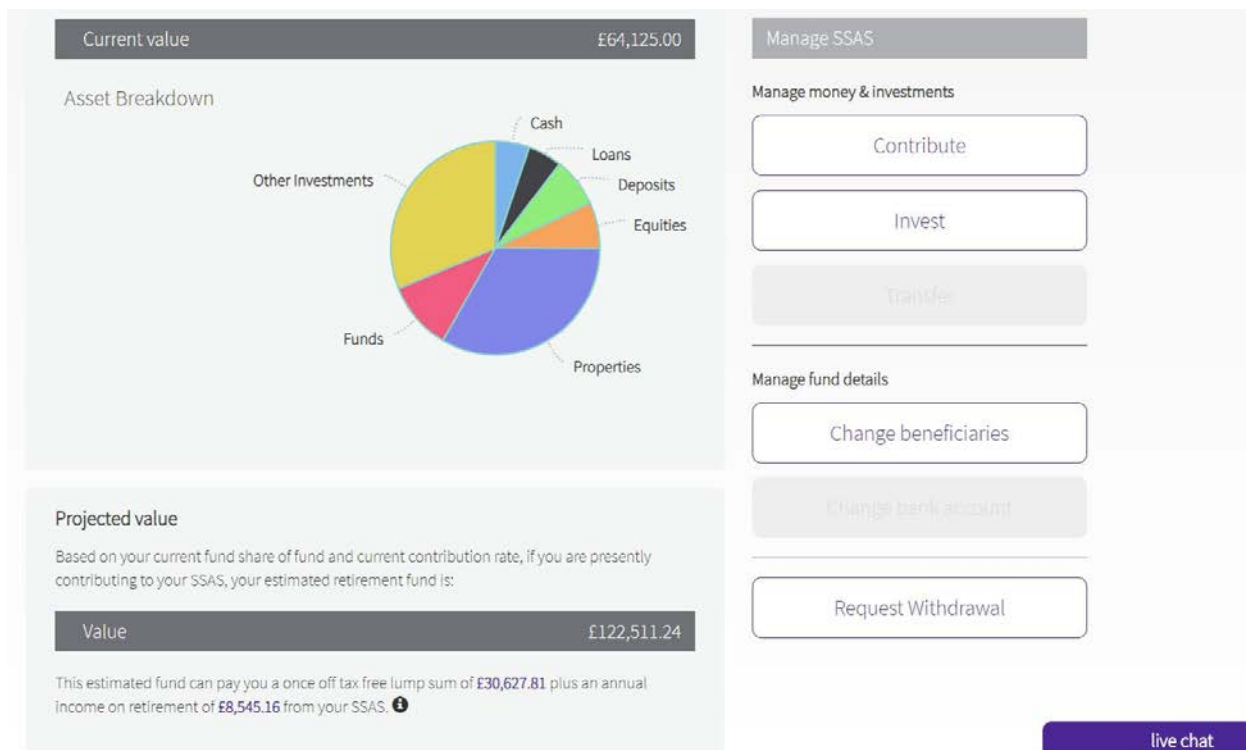 Current value £64,125.00
Asset Breakdown
Cash
Loans
Deposits
Equities
Properties
Funds
Other Investments
Projected value
Based on your current fund share of fund and current contribution rate, if you are presently
contributing to your SSAS, your estimated retirement fund is:
Value £122,511.24
This estimated fund can pay you a once off tax free lump sum of £30,627.81 plus an annual
income on retirement of £8,545.16 from your SSAS.
Manage SSAS
Manage money & investments
Contribute
Invest
Transfer
Manage fund details
Change beneficiaries
Change bank account
Request Withdrawal
live chat